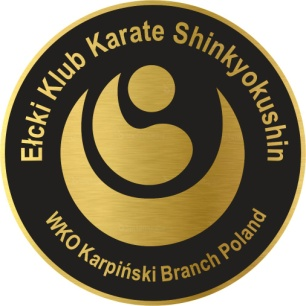 Ełcki Klub Karate Shinkyokushin
WKO Karpiński Branch Poland